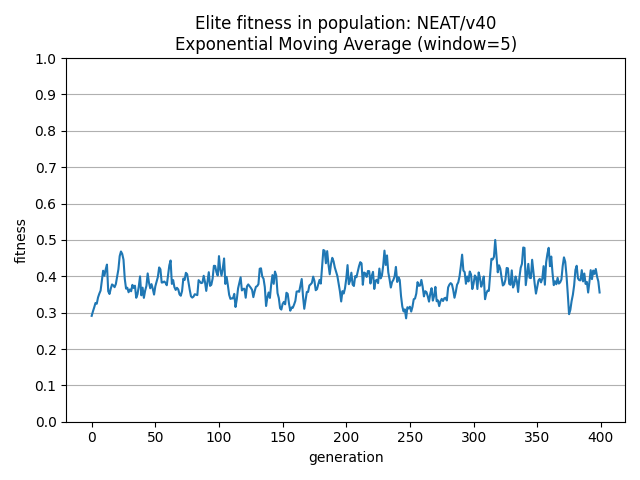 Elite fitness in population: NEAT/v40
Exponential Moving Average (window=5)
1.0
0.9
0.8
0.7
0.6
0.5
0.4
0.3
0.2
0.1
0.0
fitness
0 50 100 150 200 250 300 350 400
generation